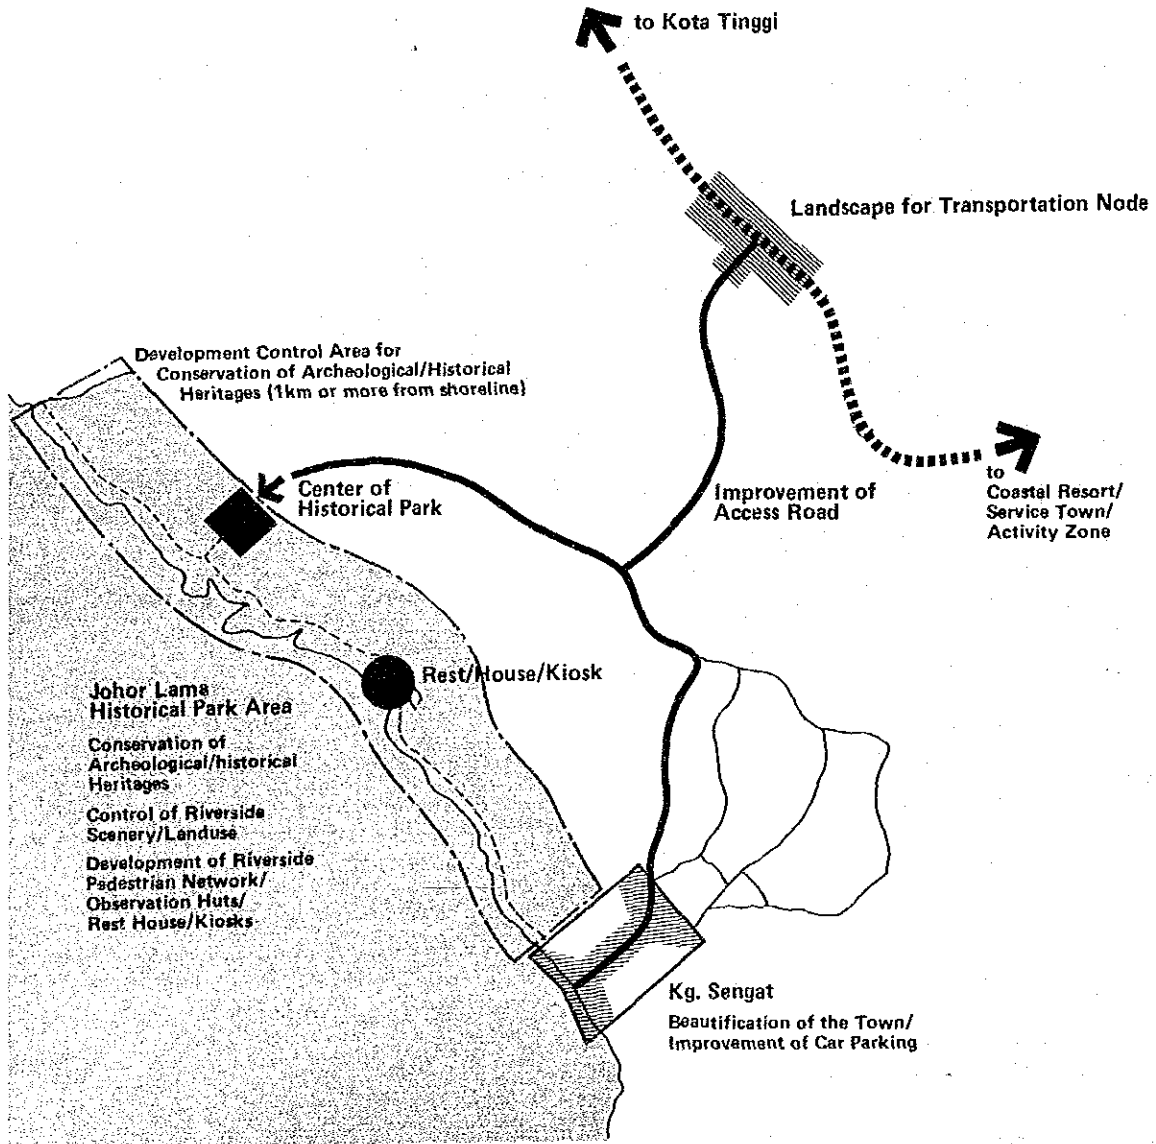 to Kota Tinggi
Landscape for Transportation Node
Development Control Area for
Conservation of Archeological/Historical
Heritages (1km or more from shoreline)
Center of
Historical Park
Improvement of
Access Road
to
Coastal Resort/
Service Town/
Activity Zone
Rest/House/Kiosk
Johor Lama
Historical Park Area
Conservation of
Archeological/historical
Heritages
Control of Riverside
Scenery/Landuse
Development of Riverside
Pedestrian Network/
Observation Huts/
Rest House/Kiosks
Kg. Sengat
Beautification of the Town/
Improvement of Car Parking